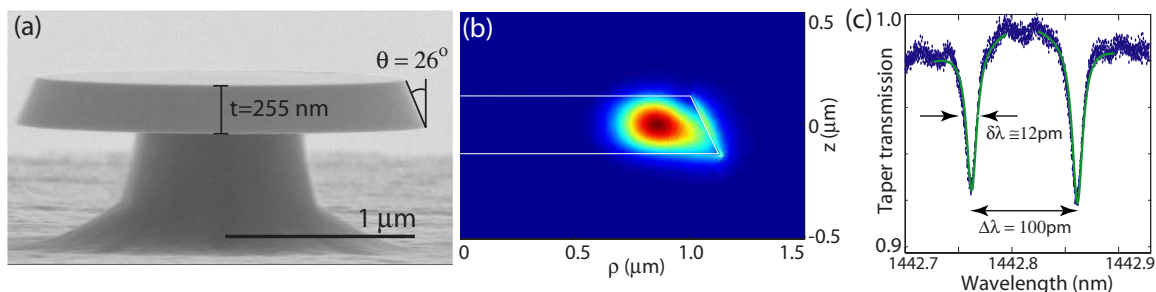 (a)
θ = 26°
t=255 nm
1 μm
(b)
0.5
0
-0.5
z (μm)
0
0.5
1.0
1.5
ρ (μm)
(c)
1.0
0.9
Taper transmission
δλ ≅12pm
Δλ = 100pm
1442.7
1442.8
1442.9
Wavelength (nm)